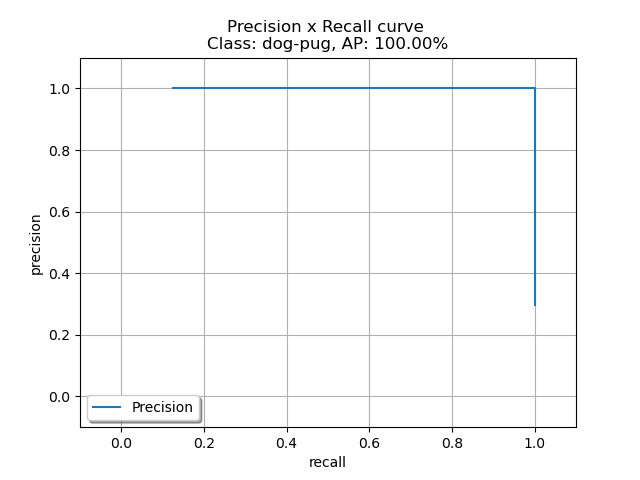 Precision x Recall curve
Class: dog-pug, AP: 100.00%
1.0
0.8
0.6
0.4
0.2
0.0
precision
Precision
0.0 0.2 0.4 0.6 0.8 1.0
recall